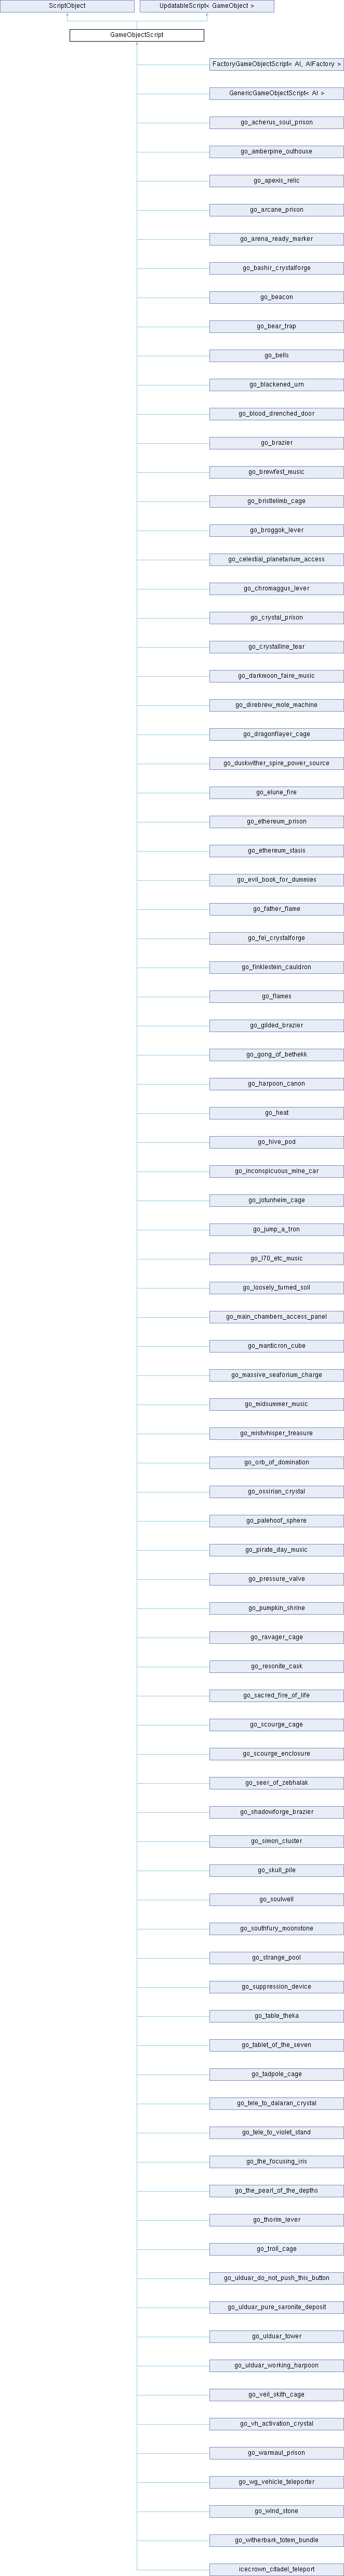 ScriptObject
UpdatableScript< GameObject >
GameObjectScript
FactoryGameObjectScript< AI, AIFactory >
GenericGameObjectScript< AI >
go_acherus_soul_prison
go_amberpine_outhouse
go_apexis_relic
go_arcane_prison
go_arena_ready_marker
go_bashir_crystalforge
go_beacon
go_bear_trap
go_bells
go_blackened_urn
go_blood_drenched_door
go_brazier
go_brewfest_music
go_bristlelimb_cage
go_broggok_lever
go_celestial_planetarium_access
go_chromaggus_lever
go_crystal_prison
go_crystalline_tear
go_darkmoon_faire_music
go_direbrew_mole_machine
go_dragonflayer_cage
go_duskwither_spire_power_source
go_elune_fire
go_ethereum_prison
go_ethereum_stasis
go_evil_book_for_dummies
go_father_flame
go_fel_crystalforge
go_finklestein_cauldron
go_flames
go_gilded_brazier
go_gong_of_bethekk
go_harpoon_canon
go_heat
go_hive_pod
go_inconspicuous_mine_car
go_jotunheim_cage
go_jump_a_tron
go_l70_etc_music
go_loosely_turned_soil
go_main_chambers_access_panel
go_manticron_cube
go_massive_seaforium_charge
go_midsummer_music
go_mistwhisper_treasure
go_orb_of_domination
go_ossirian_crystal
go_palehoof_sphere
go_pirate_day_music
go_pressure_valve
go_pumpkin_shrine
go_ravager_cage
go_resonite_cask
go_sacred_fire_of_life
go_scourge_cage
go_scourge_enclosure
go_seer_of_zebhalak
go_shadowforge_brazier
go_simon_cluster
go_skull_pile
go_soulwell
go_southfury_moonstone
go_strange_pool
go_suppression_device
go_table_theka
go_tablet_of_the_seven
go_tadpole_cage
go_tele_to_dalaran_crystal
go_tele_to_violet_stand
go_the_focusing_iris
go_the_pearl_of_the_depths
go_thorim_lever
go_troll_cage
go_ulduar_do_not_push_this_button
go_ulduar_pure_saronite_deposit
go_ulduar_tower
go_ulduar_working_harpoon
go_veil_skith_cage
go_vh_activation_crystal
go_warmaul_prison
go_wg_vehicle_teleporter
go_wind_stone
go_witherbark_totem_bundle
icecrown_citadel_teleport